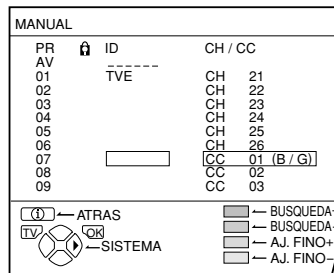 MANUAL
PR ID CH / CC
AV _ _ _ _ _ _
01 TVE CH 21
02 CH 22
03 CH 23
04 CH 24
05 CH 25
06 CH 26
07 CC 01 (B / G)
08 CC 02
09 CC 03
ATRAS
TV OK
SISTEMA
BUSQUEDA+
BUSQUEDA-
AJ. FINO+
AJ. FINO-